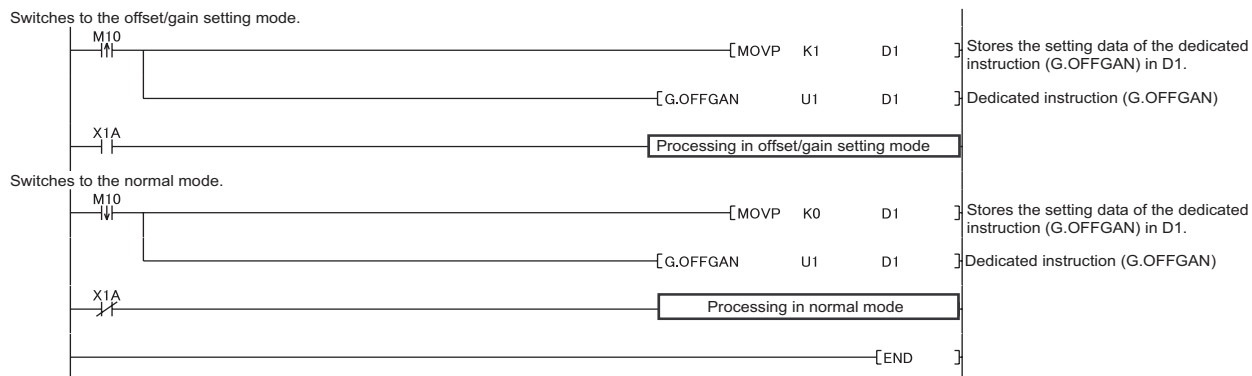 Switches to the offset/gain setting mode.
M10
MOVP K1 D1
Stores the setting data of the dedicated
instruction (G.OFFGAN) in D1.
G.OFFGAN U1 D1
Dedicated instruction (G.OFFGAN)
X1A
Processing in offset/gain setting mode
Switches to the normal mode.
M10
MOVP K0 D1
Stores the setting data of the dedicated
instruction (G.OFFGAN) in D1.
G.OFFGAN U1 D1
Dedicated instruction (G.OFFGAN)
X1A
Processing in normal mode
END